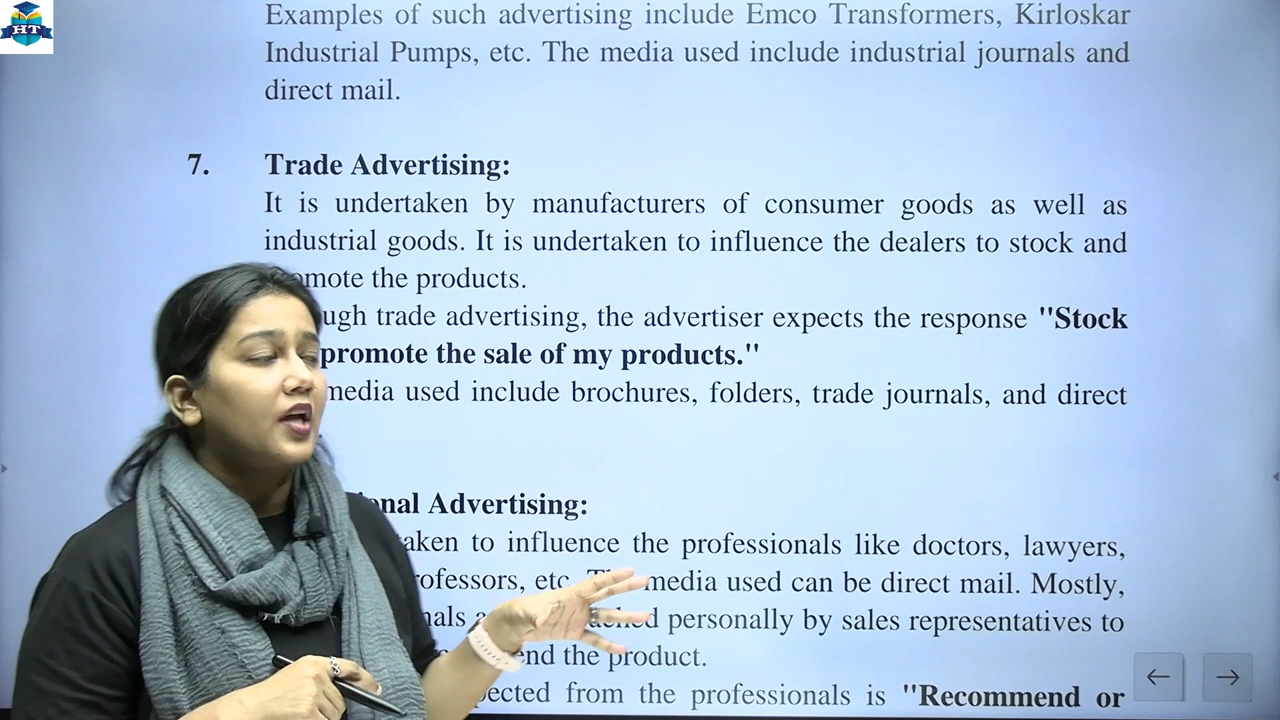 HT
Examples of such advertising include Emco Transformers, Kirloskar
Industrial Pumps, etc. The media used include industrial journals and
direct mail.
7. Trade Advertising:
It is undertaken by manufacturers of consumer goods as well as
industrial goods. It is undertaken to influence the dealers to stock and
omote the products.
ugh trade advertising, the advertiser expects the response "Stock
promote the sale of my products."
media used include brochures, folders, trade journals, and direct
onal Advertising:
aken to influence the professionals like doctors, lawyers,
rofessors, etc. media used can be direct mail. Mostly,
nals personally by sales representatives to
end the product.
ected from the professionals is "Recommend or